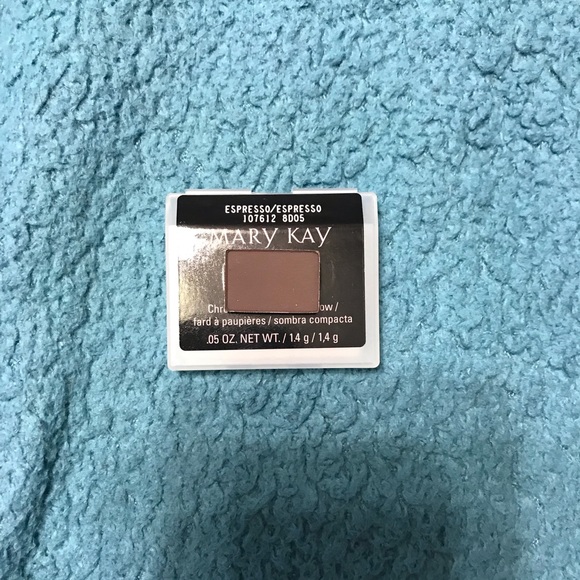 ESPRESSO/ESPRESSO
107612 8D05
MARY KAY
fard à paupières / sombra compacta
.05 OZ. NET WT. / 1.4 g / 1,4 g